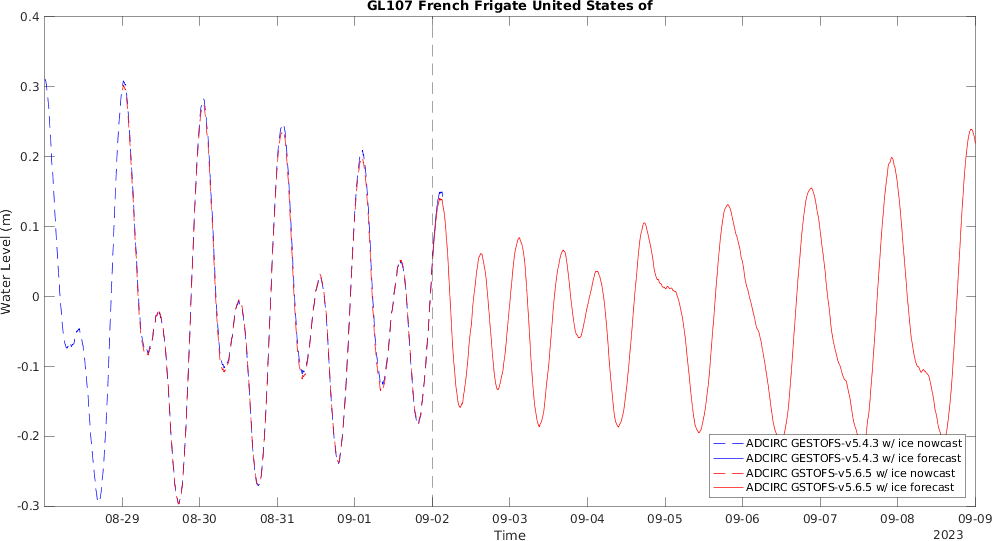 GL107 French Frigate United States of
0.4
0.3
0.2
0.1
0
-0.1
-0.2
-0.3
Water Level (m)
08-29 08-30 08-31 09-01 09-02 09-03 09-04 09-05 09-06 09-07 09-08 09-09
Time
2023
ADCIRC GESTOFS-v5.4.3 w/ ice nowcast
ADCIRC GESTOFS-v5.4.3 w/ ice forecast
ADCIRC GSTOFS-v5.6.5 w/ ice nowcast
ADCIRC GSTOFS-v5.6.5 w/ ice forecast